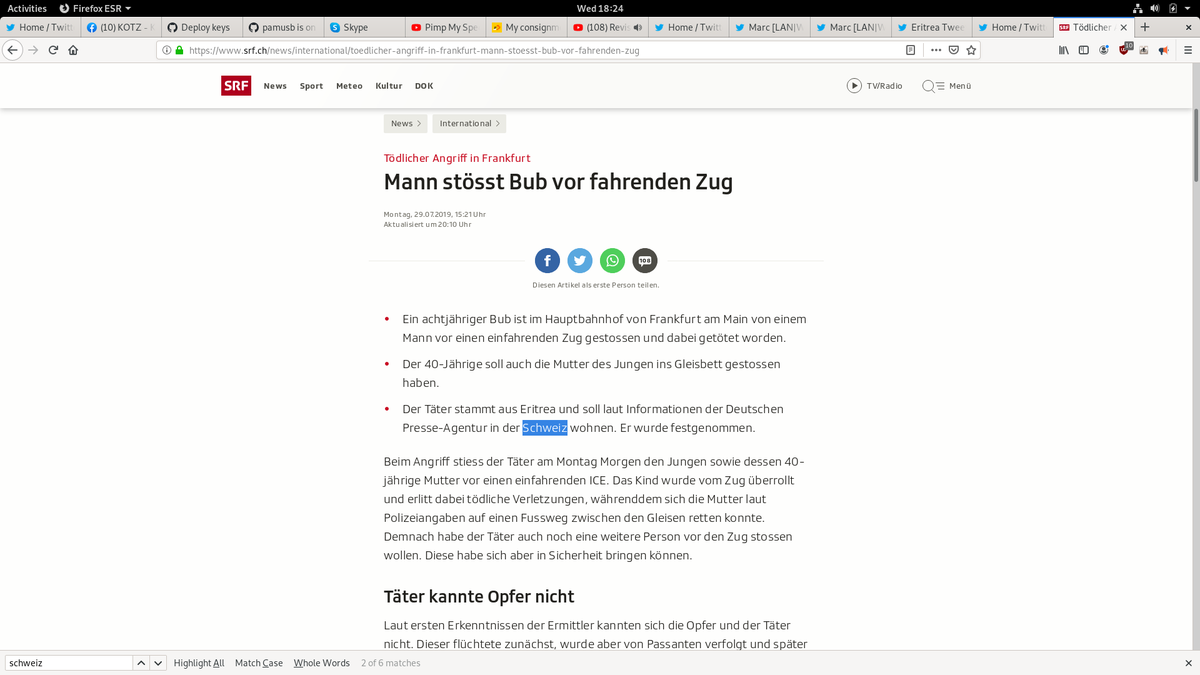 Activities Firefox ESR Wed 18:24
Home / Twitt (10) KOTZ - K Deploy keys pamusb is on Skype Pimp My Spe My consignm (108) Revis Home / Twitt Marc [LAN|W Marc [LAN|W Eritrea Twee Home / Twitt Tödlicher
https://www.srf.ch/news/international/toedlicher-angriff-in-frankfurt-mann-stoesst-bub-vor-fahrenden-zug 10
SRF News Sport Meteo Kultur DOK TV/Radio Menü
News International
Tödlicher Angriff in Frankfurt
Mann stösst Bub vor fahrenden Zug
Montag, 29.07.2019, 15:21 Uhr
Aktualisiert um 20:10 Uhr
108
Diesen Artikel als erste Person teilen.
• Ein achtjähriger Bub ist im Hauptbahnhof von Frankfurt am Main von einem
Mann vor einen einfahrenden Zug gestossen und dabei getötet worden.
• Der 40-Jährige soll auch die Mutter des Jungen ins Gleisbett gestossen
haben.
• Der Täter stammt aus Eritrea und soll laut Informationen der Deutschen
Presse-Agentur in der Schweiz wohnen. Er wurde festgenommen.
Beim Angriff stiess der Täter am Montag Morgen den Jungen sowie dessen 40-
jährige Mutter vor einen einfahrenden ICE. Das Kind wurde vom Zug überrollt
und erlitt dabei tödliche Verletzungen, währenddem sich die Mutter laut
Polizeiangaben auf einen Fussweg zwischen den Gleisen retten konnte.
Demnach habe der Täter auch noch eine weitere Person vor den Zug stossen
wollen. Diese habe sich aber in Sicherheit bringen können.
Täter kannte Opfer nicht
Laut ersten Erkenntnissen der Ermittler kannten sich die Opfer und der Täter
nicht. Dieser flüchtete zunächst, wurde aber von Passanten verfolgt und später
schweiz Highlight All Match Case Whole Words 2 of 6 matches